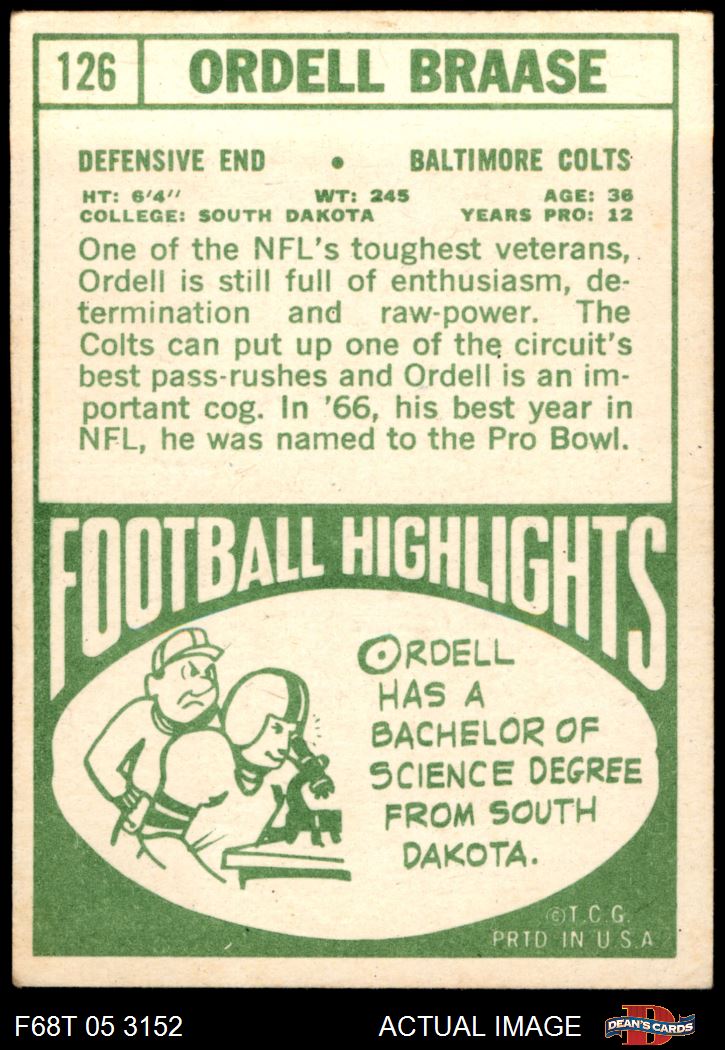 126 ORDELL BRAASE
DEFENSIVE END • BALTIMORE COLTS
HT: 6'4" WT: 245 AGE: 36
COLLEGE: SOUTH DAKOTA YEARS PRO: 12
One of the NFL's toughest veterans,
Ordell is still full of enthusiasm, de-
termination and raw-power. The
Colts can put up one of the circuit's
best pass-rushes and Ordell is an im-
portant cog. In '66, his best year in
NFL, he was named to the Pro Bowl.
FOOTBALL HIGHLIGHTS
ORDELL
HAS A
BACHELOR OF
SCIENCE DEGREE
FROM SOUTH
DAKOTA.
©T.C.G.
PRTD IN U.S.A
F68T 05 3152 ACTUAL IMAGE D DEAN'S CARDS